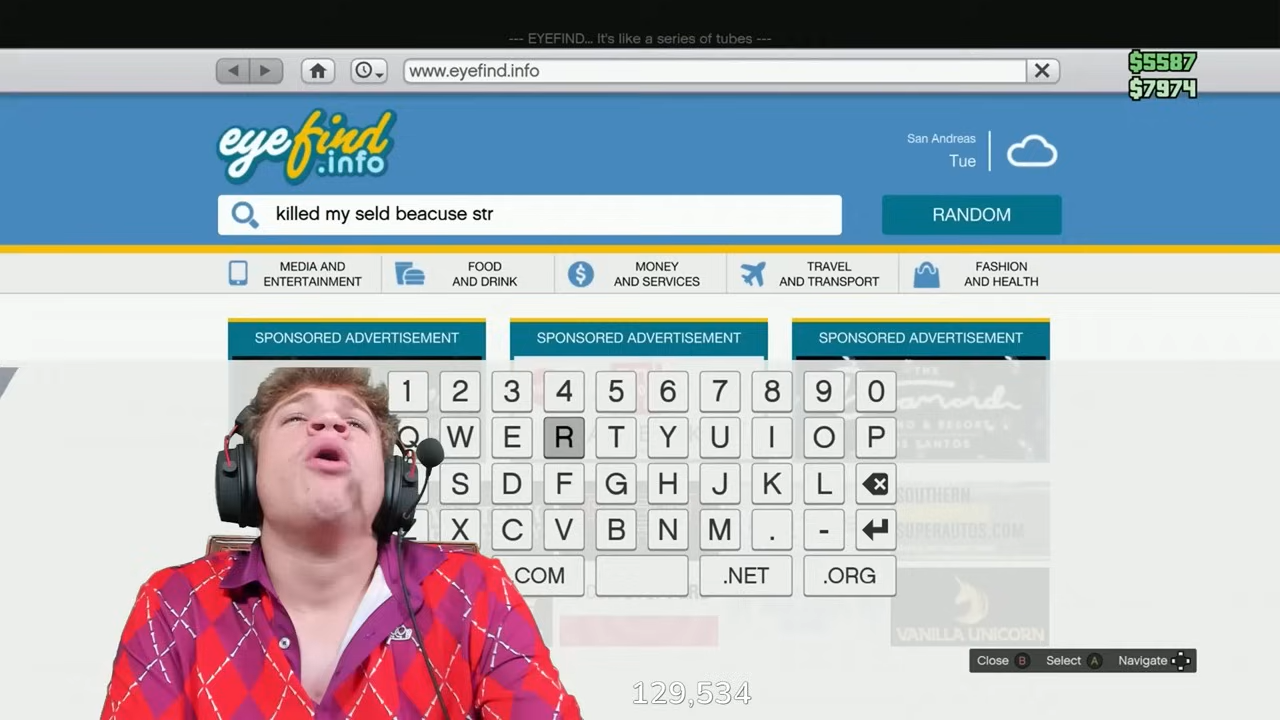 --- EYEFIND... It's like a series of tubes ---
www.eyefind.info
$5587
$7974
eyefind
.info
San Andreas
Tue
killed my seld beacuse str
RANDOM
MEDIA AND
ENTERTAINMENT
FOOD
AND DRINK
MONEY
AND SERVICES
TRAVEL
AND TRANSPORT
FASHION
AND HEALTH
SPONSORED ADVERTISEMENT
SPONSORED ADVERTISEMENT
SPONSORED ADVERTISEMENT
THE
Diamond
1 2 3 4 5 6 7 8 9 0
Q W E R T Y U I O P
S D F G H J K L
X C V B N M . -
SOUTHERN
SUPERAUTOS.COM
.COM .NET .ORG
VANILLA UNICORN
Close B Select A Navigate
129,534